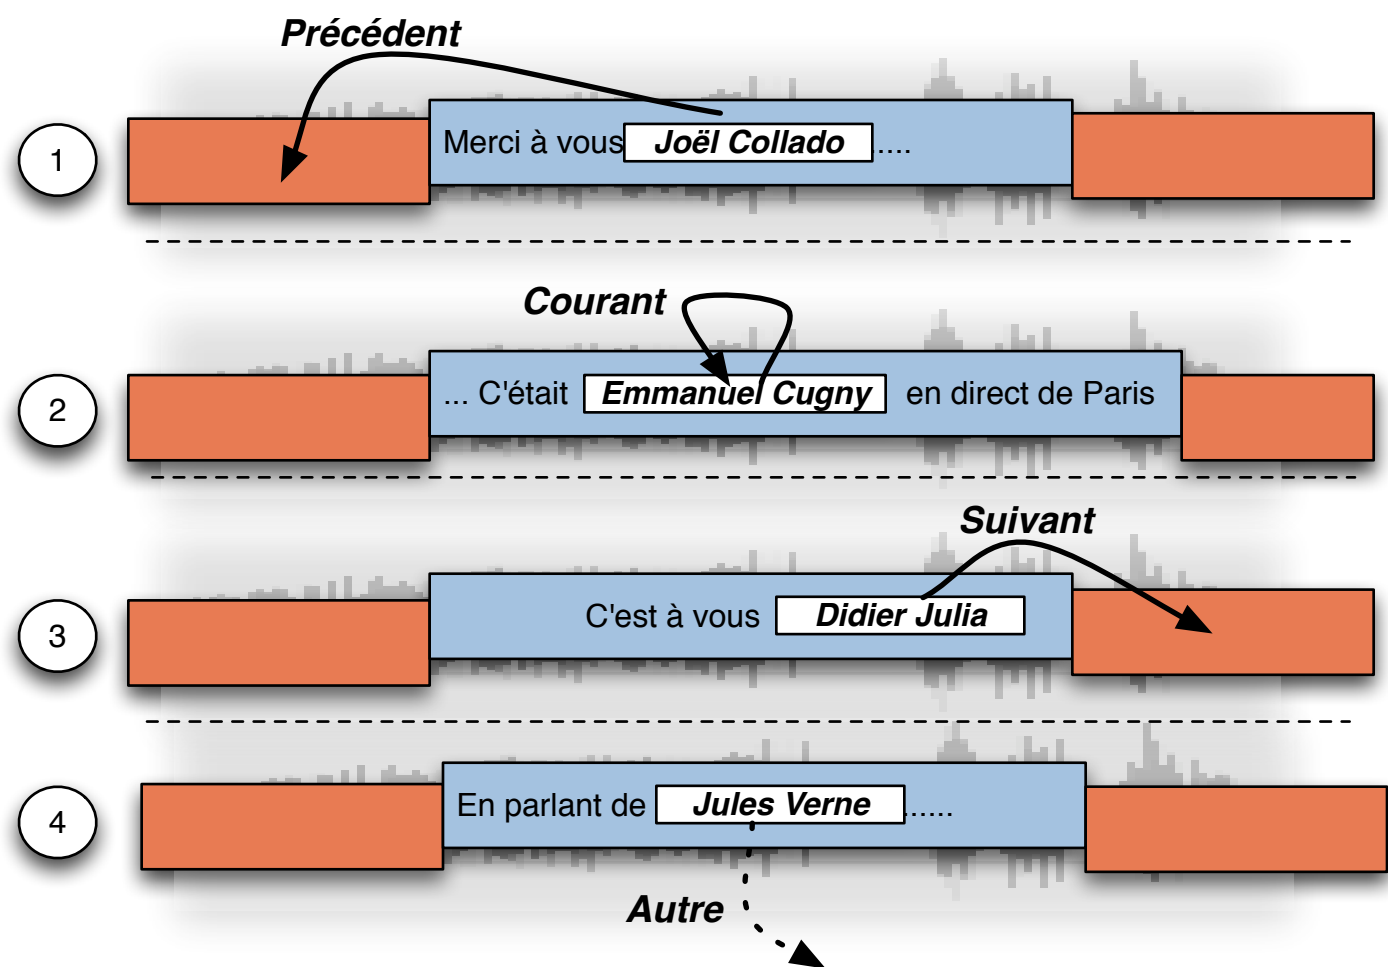 Précédent
1
Merci à vous Joël Collado .....
Courant
2
... C'était Emmanuel Cugny en direct de Paris
Suivant
3
C'est à vous Didier Julia
4
En parlant de Jules Verne ......
Autre